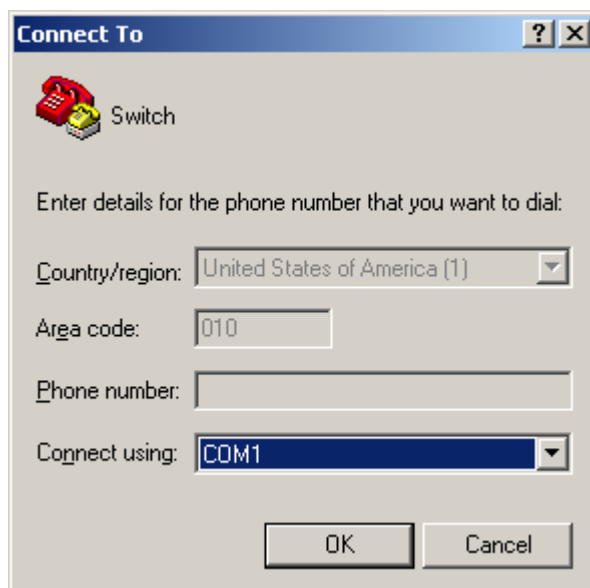 Connect To
Switch
Enter details for the phone number that you want to dial:
Country/region: United States of America (1)
Area code: 010
Phone number:
Connect using: COM1
OK Cancel